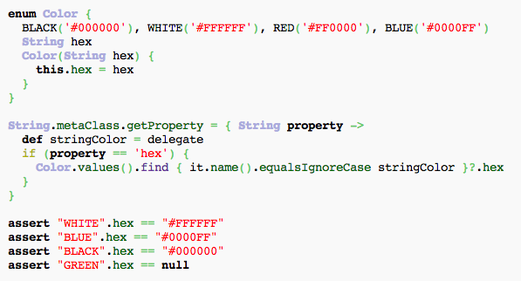 enum Color {
  BLACK('#000000'), WHITE('#FFFFFF'), RED('#FF0000'), BLUE('#0000FF')
  String hex
  Color(String hex) {
    this.hex = hex
  }
}

String.metaClass.getProperty = { String property ->
  def stringColor = delegate
  if (property == 'hex') {
    Color.values().find { it.name().equalsIgnoreCase stringColor }?.hex
  }
}

assert "WHITE".hex == "#FFFFFF"
assert "BLUE".hex == "#0000FF"
assert "BLACK".hex == "#000000"
assert "GREEN".hex == null